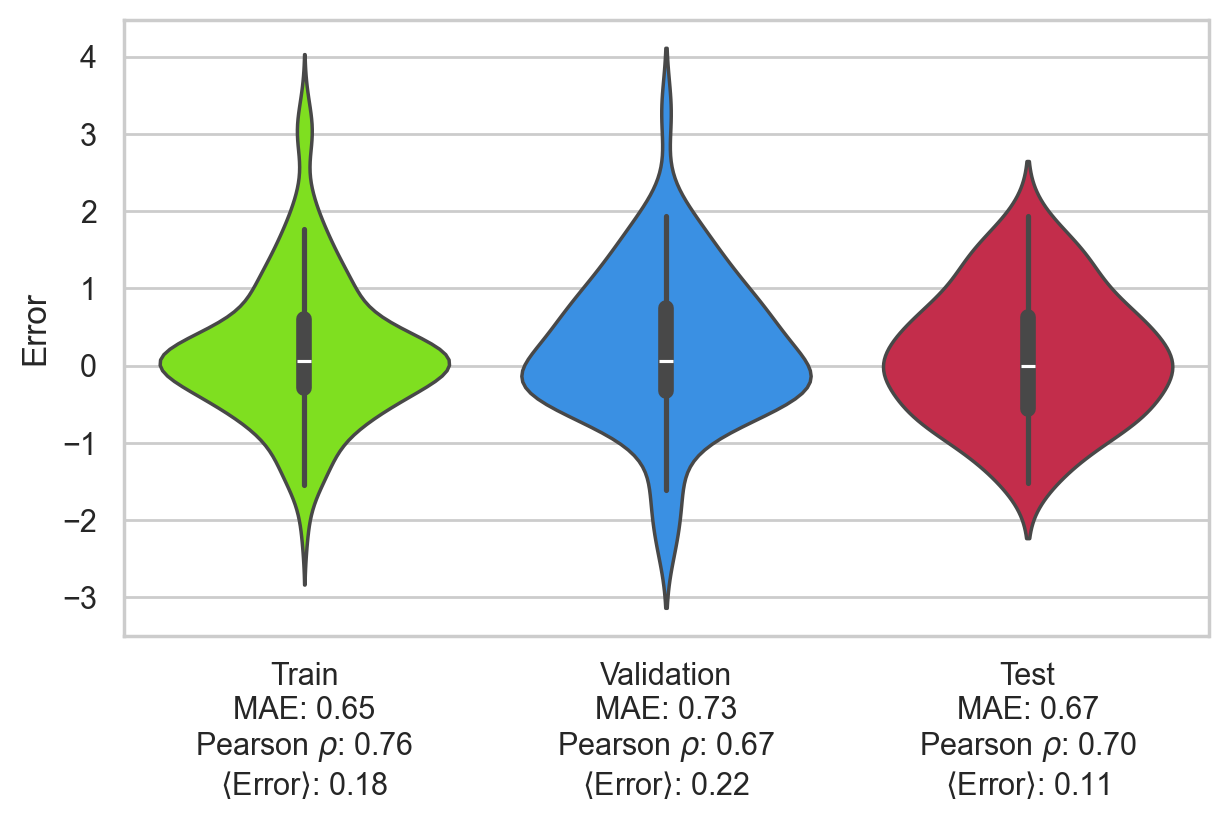 4
3
2
1
0
−1
−2
−3
Error
Train
MAE: 0.65
Pearson ρ: 0.76
⟨Error⟩: 0.18
Validation
MAE: 0.73
Pearson ρ: 0.67
⟨Error⟩: 0.22
Test
MAE: 0.67
Pearson ρ: 0.70
⟨Error⟩: 0.11